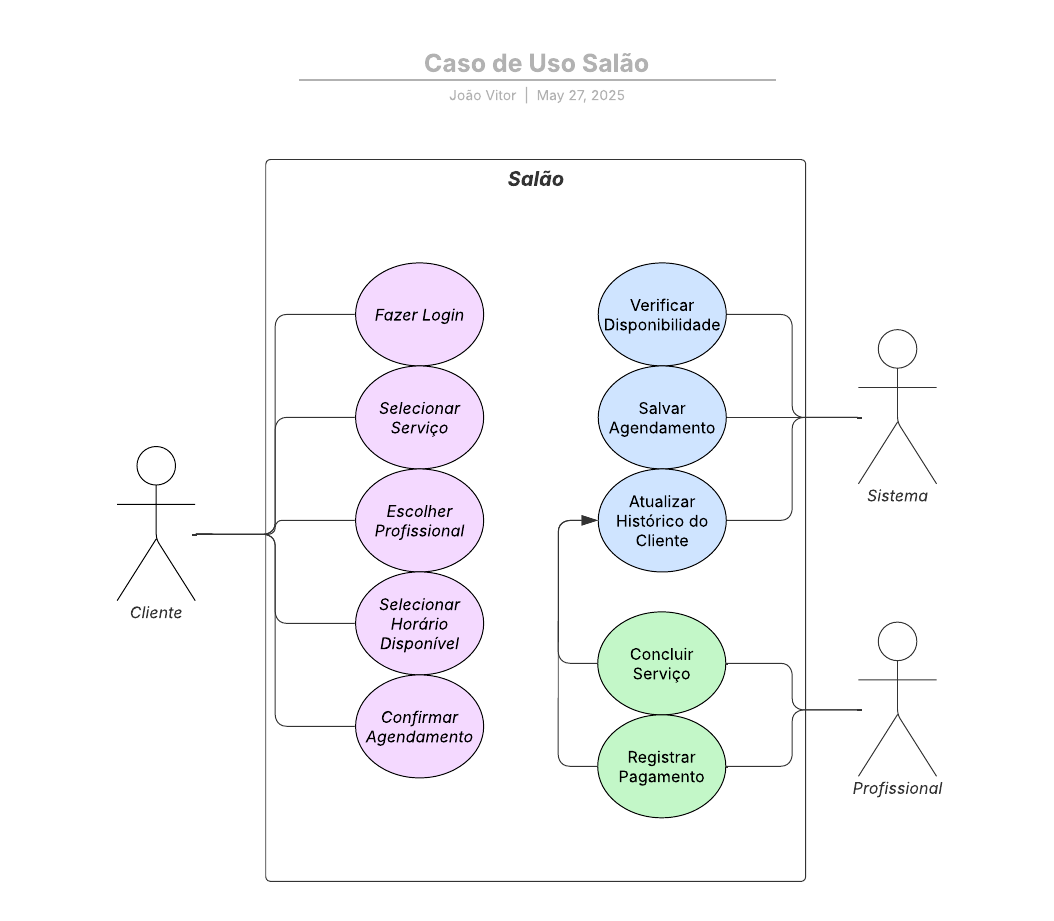 Caso de Uso Salão
João Vitor | May 27, 2025
Salão
Fazer Login
Selecionar
Serviço
Escolher
Profissional
Selecionar
Horário
Disponível
Confirmar
Agendamento
Verificar
Disponibilidade
Salvar
Agendamento
Atualizar
Histórico do
Cliente
Concluir
Serviço
Registrar
Pagamento
Cliente
Sistema
Profissional